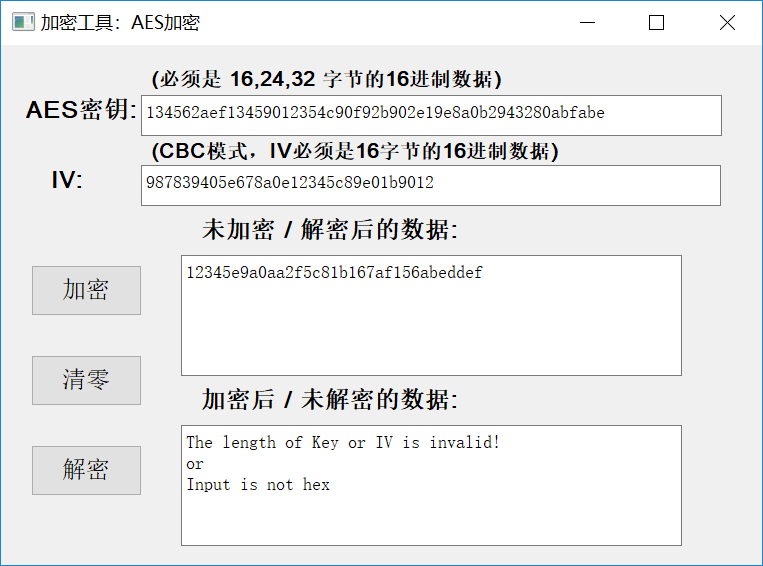 加密工具：AES加密
(必须是 16,24,32 字节的16进制数据)
AES密钥:
134562aef13459012354c90f92b902e19e8a0b2943280abfabe
(CBC模式，IV必须是16字节的16进制数据)
IV:
987839405e678a0e12345c89e01b9012
未加密 / 解密后的数据:
12345e9a0aa2f5c81b167af156abeddef
加密
清零
加密后 / 未解密的数据:
The length of Key or IV is invalid!
or
Input is not hex
解密